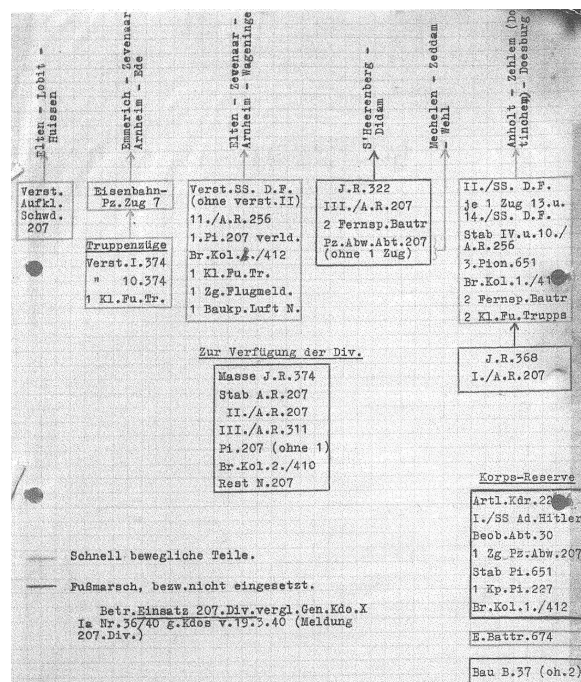 Elten - Lobit -
Huissen
Emmerich - Zevenaar
Arnheim - Ede
Elten - Zevenaar
Arnheim - Wageninge
S'Heerenberg -
Didam
Mechelen - Zeddam
- Wehl
Anholt - Zehlem (Do
tinchem) - Doesburg
Verst.
Aufkl.
Schwd.
207
Eisenbahn-
Pz.Zug 7
Truppenzüge
Verst.I.374
" 10.374
1 Kl.Fu.Tr.
Verst.SS. D.F.
(ohne verst.II)
11./A.R.256
1.Pi.207 verld.
Br.Kol. ./412
1 Kl.Fu.Tr.
1 Zg.Flugmeld.
1 Baukp.Luft N.
J.R.322
III./A.R.207
2 Fernsp.Bautr
Pz.Abw.Abt.207
(ohne 1 Zug)
II./SS. D.F.
je 1 Zug 13.u.
14./SS. D.F.
Stab IV.u.10./
A.R.256
3.Pion.651
Br.Kol.1./41
2 Fernsp.Bautr
2 Kl.Fu.Trupps
J.R.368
I./A.R.207
Zur Verfügung der Div.
Masse J.R.374
Stab A.R.207
II./A.R.207
III./A.R.311
Pi.207 (ohne 1)
Br.Kol.2./410
Rest N.207
Korps-Reserve
Artl.Kdr.22
I./SS Ad.Hitler
Beob.Abt.30
1 Zg Pz.Abw.207
Stab Pi.651
1 Kp.Pi.227
Br.Kol.1./412
E.Battr.674
Bau B.37 (oh.2)
Schnell bewegliche Teile.
Fußmarsch, bezw.nicht eingesetzt.
Betr.Einsatz 207.Div.vergl.Gen.Kdo.X
Ia Nr.36/40 g.Kdos v.19.3.40 (Meldung
207.Div.)